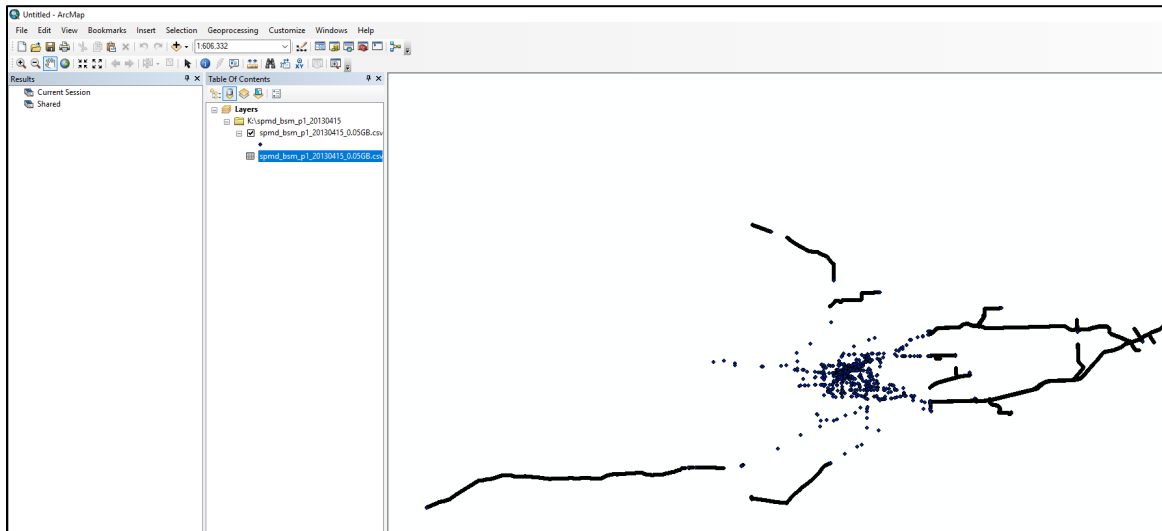 Untitled - ArcMap
File Edit View Bookmarks Insert Selection Geoprocessing Customize Windows Help
1:606,332
Results
Table Of Contents
Current Session
Shared
Layers
K:\spmd_bsm_p1_20130415
spmd_bsm_p1_20130415_0.05GB.csv
spmd_bsm_p1_20130415_0.05GB.csv